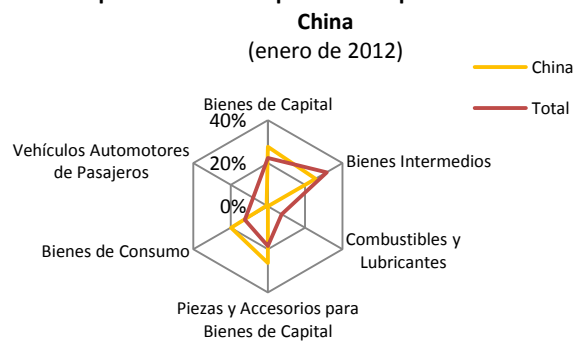 China
(enero de 2012)
China
Total
Bienes de Capital
40%
Vehículos Automotores
de Pasajeros
20%
Bienes Intermedios
0%
Bienes de Consumo
Combustibles y
Lubricantes
Piezas y Accesorios para
Bienes de Capital